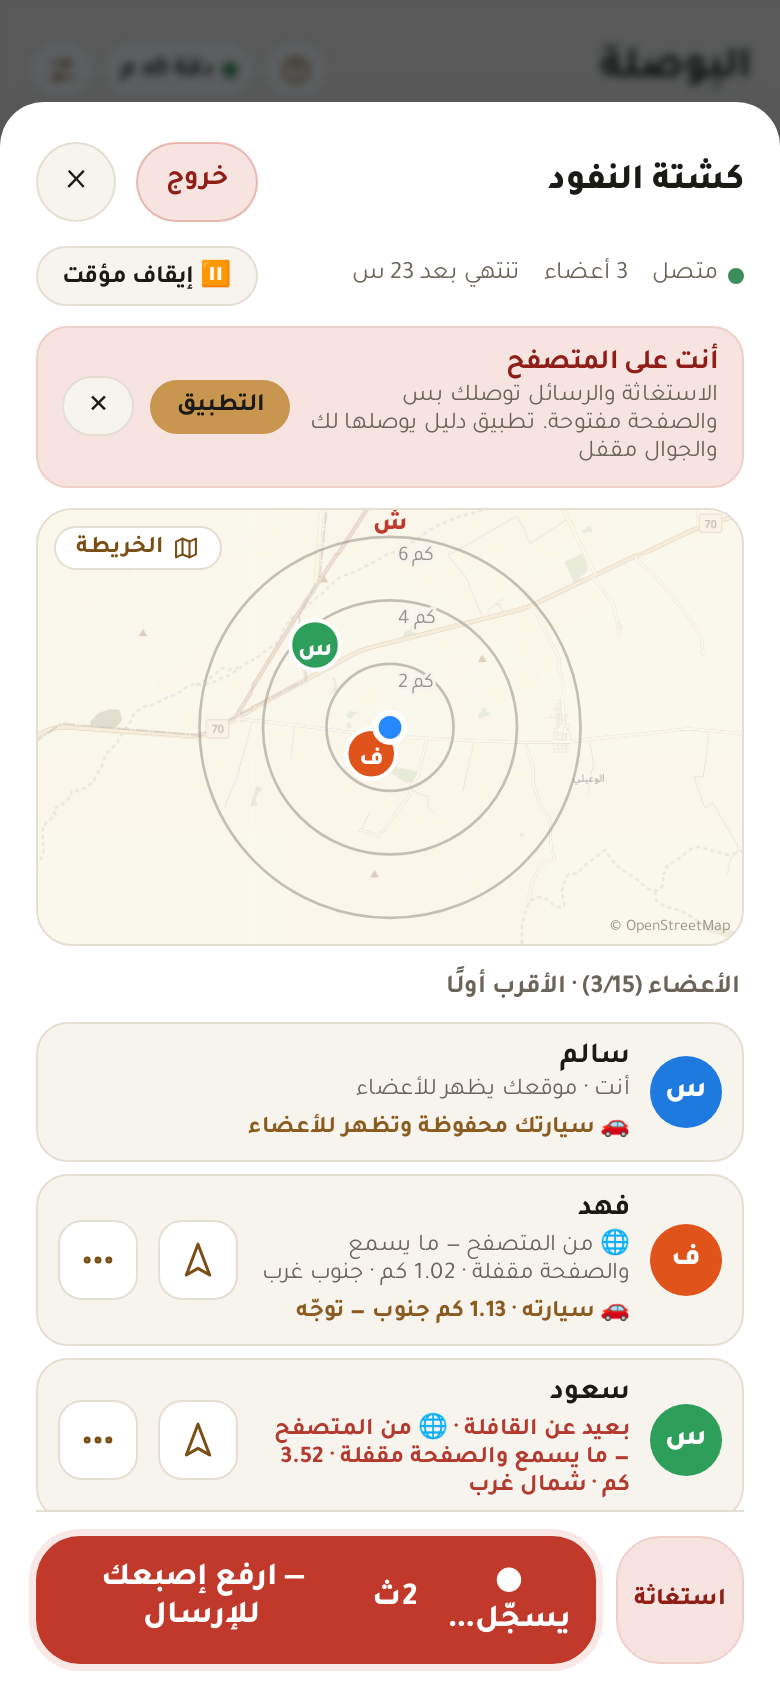 البوصلة
كشتة النفود
خروج
×
متصل 3 أعضاء تنتهي بعد 23 س
إيقاف مؤقت
أنت على المتصفح
الاستغاثة والرسائل توصلك بس
والصفحة مفتوحة. تطبيق دليل يوصلها لك
والجوال مقفل
التطبيق
×
الخريطة
ش
70
6 كم
4 كم
س
2 كم
70
ف
الوعيلي
© OpenStreetMap
الأعضاء (3/15) · الأقرب أولًا
س
سالم
أنت · موقعك يظهر للأعضاء
🚗 سيارتك محفوظة وتظهر للأعضاء
ف
فهد
🌐 من المتصفح — ما يسمع
والصفحة مقفلة · 1.02 كم · جنوب غرب
🚗 سيارته · 1.13 كم جنوب — توجّه
س
سعود
بعيد عن القافلة · 🌐 من المتصفح
— ما يسمع والصفحة مقفلة · 3.52
كم · شمال غرب
استغاثة
يسجّل...
2ث
— ارفع إصبعك
للإرسال